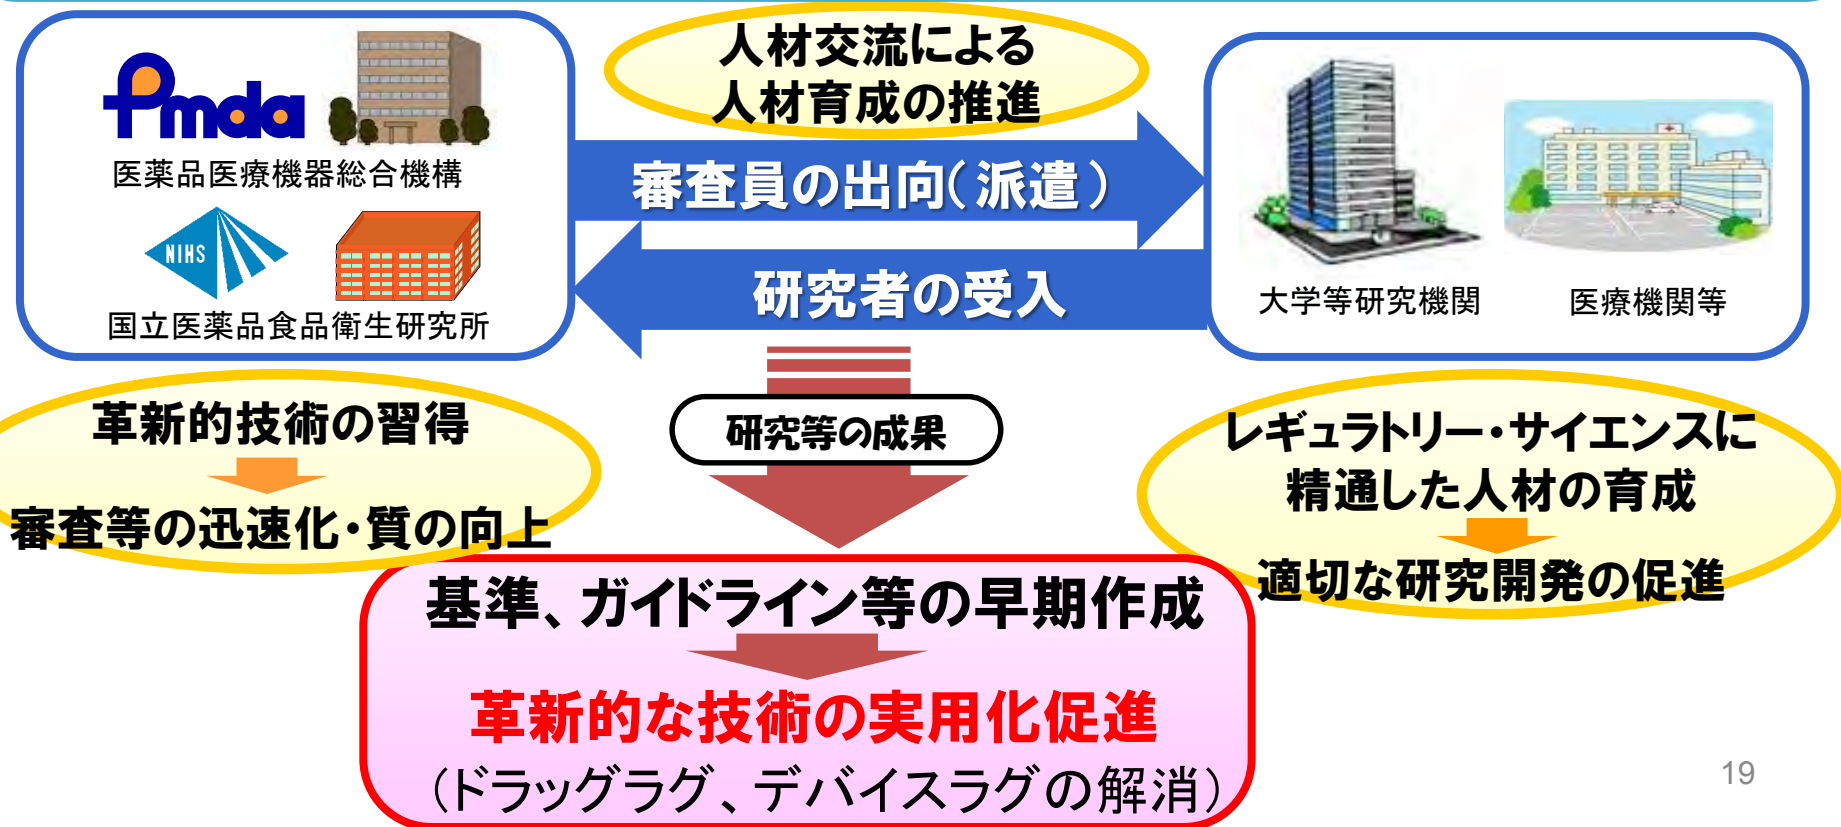 Pmda
医薬品医療機器総合機構
NIHS
国立医薬品食品衛生研究所
人材交流による
人材育成の推進
審査員の出向(派遣)
研究者の受入
大学等研究機関
医療機関等
革新的技術の習得
審査等の迅速化・質の向上
研究等の成果
レギュラトリー・サイエンスに
精通した人材の育成
適切な研究開発の促進
基準、ガイドライン等の早期作成
革新的な技術の実用化促進
(ドラッグラグ、デバイスラグの解消)
19